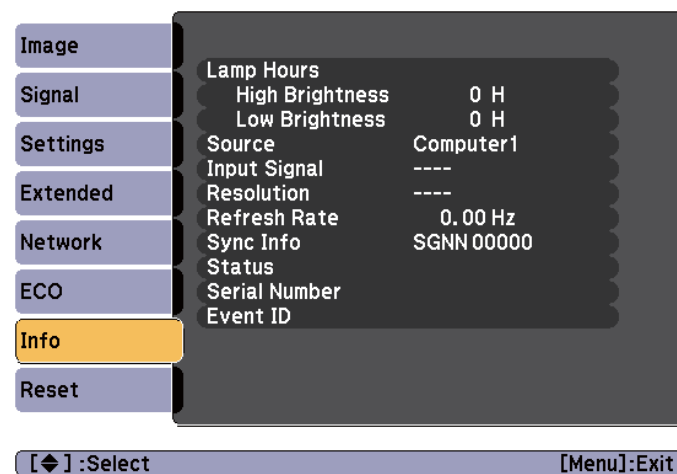 Image
Signal
Settings
Extended
Network
ECO
Info
Reset
Lamp Hours
High Brightness 0 H
Low Brightness 0 H
Source Computer1
Input Signal ----
Resolution ----
Refresh Rate 0.00 Hz
Sync Info SGNN 00000
Status
Serial Number
Event ID
[◆] :Select [Menu]:Exit